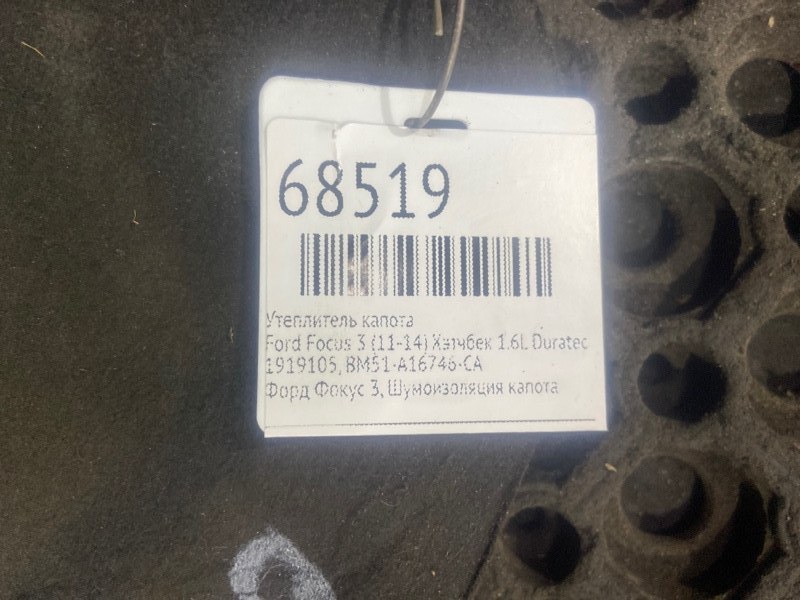 68519
Утеплитель капота
Ford Focus 3 (11-14) Хэтчбек 1.6L Duratec
1919105, BM51-A16746-CA
Форд Фокус 3, Шумоизоляция капота